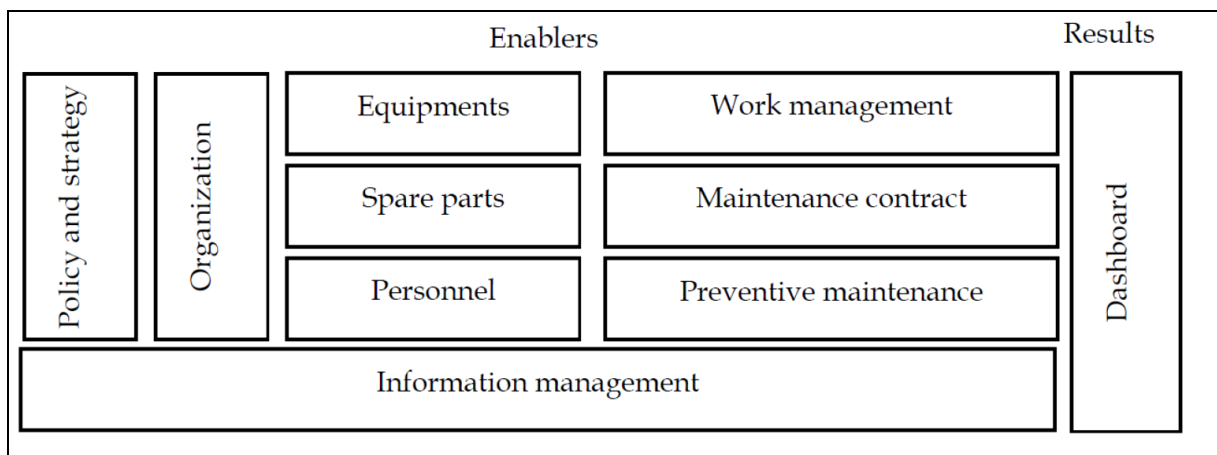 Enablers
Results
Policy and strategy
Organization
Equipments
Work management
Spare parts
Maintenance contract
Personnel
Preventive maintenance
Dashboard
Information management